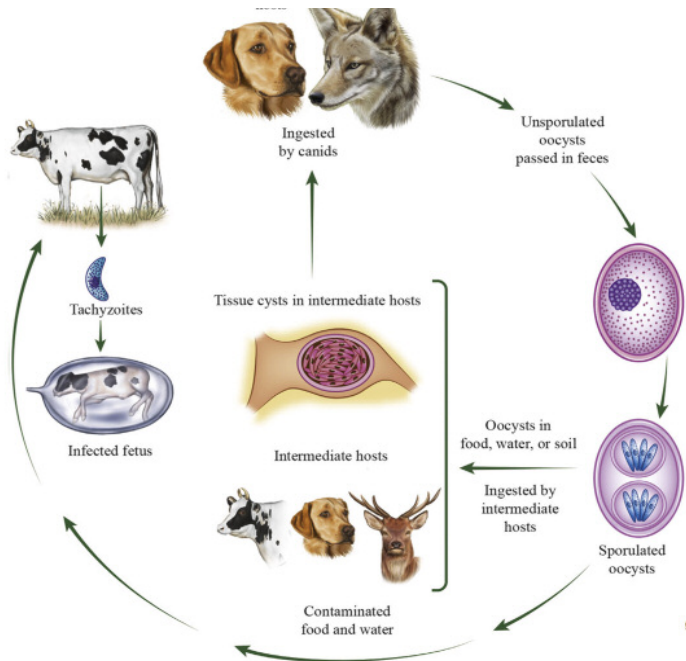 Ingested
by canids
Unsporulated
oocysts
passed in feces
Tissue cysts in intermediate hosts
Tachyzoites
Infected fetus
Intermediate hosts
Oocysts in
food, water, or soil
Ingested by
intermediate
hosts
Sporulated
oocysts
Contaminated
food and water